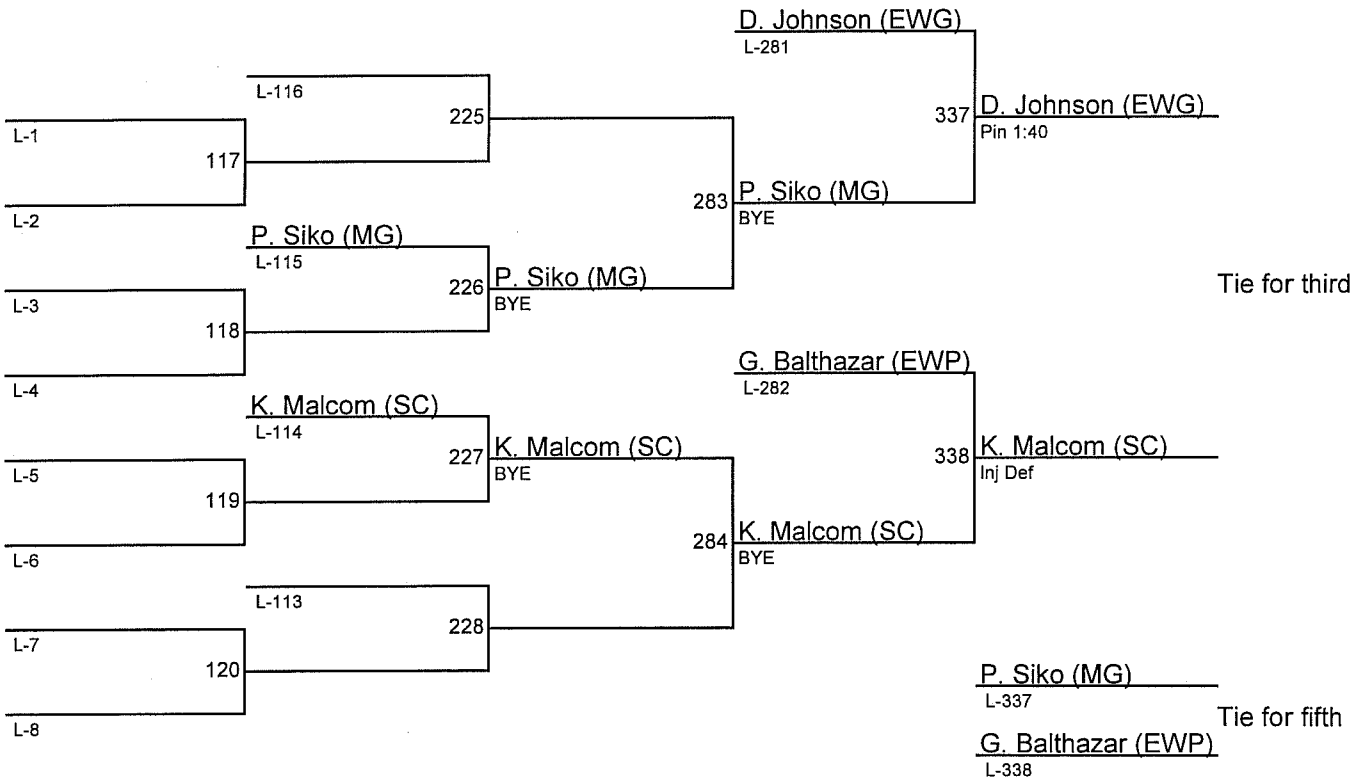 D. Johnson (EWG)
L-281
L-116
225
337
D. Johnson (EWG)
Pin 1:40
L-1
117
L-2
283
P. Siko (MG)
BYE
P. Siko (MG)
L-115
226
P. Siko (MG)
BYE
L-3
118
L-4
Tie for third
G. Balthazar (EWP)
L-282
K. Malcom (SC)
L-114
227
K. Malcom (SC)
BYE
338
K. Malcom (SC)
Inj Def
L-5
119
L-6
284
K. Malcom (SC)
BYE
L-113
228
L-7
120
L-8
P. Siko (MG)
L-337
Tie for fifth
G. Balthazar (EWP)
L-338